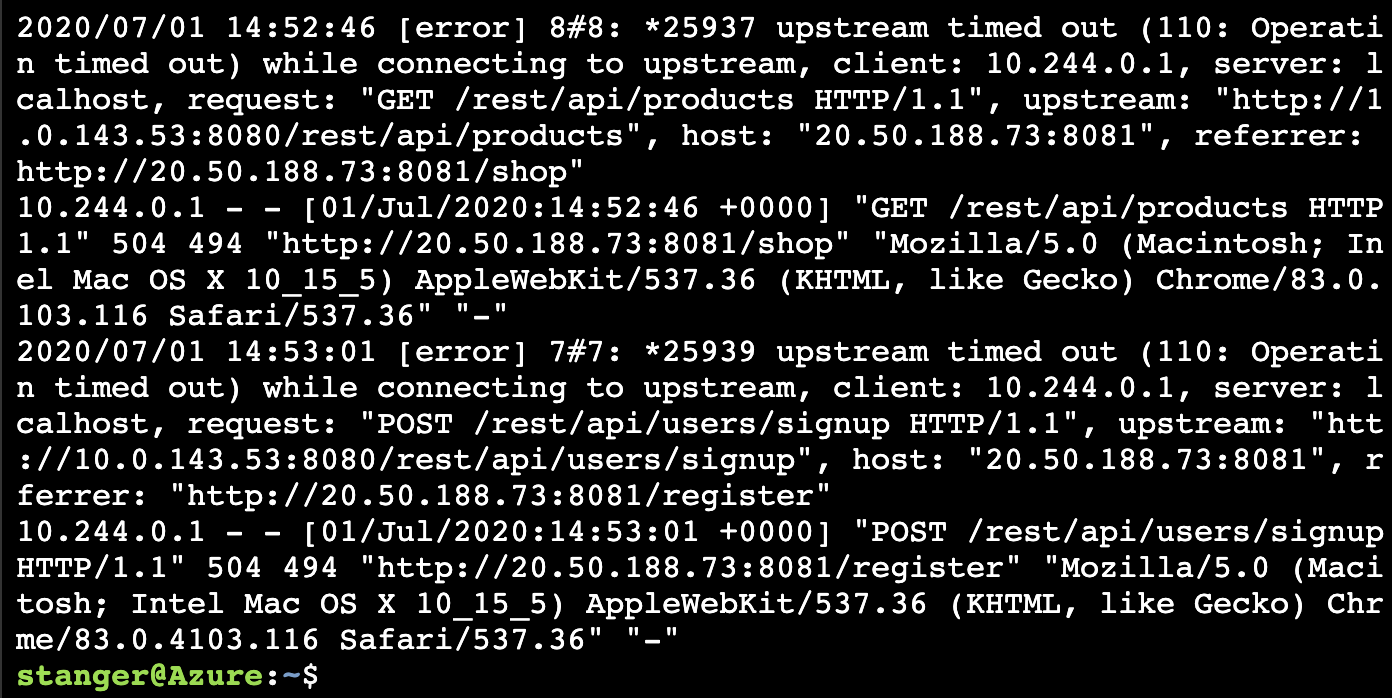 2020/07/01 14:52:46 [error] 8#8: *25937 upstream timed out (110: Operati
n timed out) while connecting to upstream, client: 10.244.0.1, server: l
calhost, request: "GET /rest/api/products HTTP/1.1", upstream: "http://1
.0.143.53:8080/rest/api/products", host: "20.50.188.73:8081", referrer:
http://20.50.188.73:8081/shop"
10.244.0.1 - - [01/Jul/2020:14:52:46 +0000] "GET /rest/api/products HTTP
1.1" 504 494 "http://20.50.188.73:8081/shop" "Mozilla/5.0 (Macintosh; In
el Mac OS X 10_15_5) AppleWebKit/537.36 (KHTML, like Gecko) Chrome/83.0.
103.116 Safari/537.36" "-"
2020/07/01 14:53:01 [error] 7#7: *25939 upstream timed out (110: Operati
n timed out) while connecting to upstream, client: 10.244.0.1, server: l
calhost, request: "POST /rest/api/users/signup HTTP/1.1", upstream: "htt
://10.0.143.53:8080/rest/api/users/signup", host: "20.50.188.73:8081", r
ferrer: "http://20.50.188.73:8081/register"
10.244.0.1 - - [01/Jul/2020:14:53:01 +0000] "POST /rest/api/users/signup
HTTP/1.1" 504 494 "http://20.50.188.73:8081/register" "Mozilla/5.0 (Maci
tosh; Intel Mac OS X 10_15_5) AppleWebKit/537.36 (KHTML, like Gecko) Chr
me/83.0.4103.116 Safari/537.36" "-"
stanger@Azure:~$